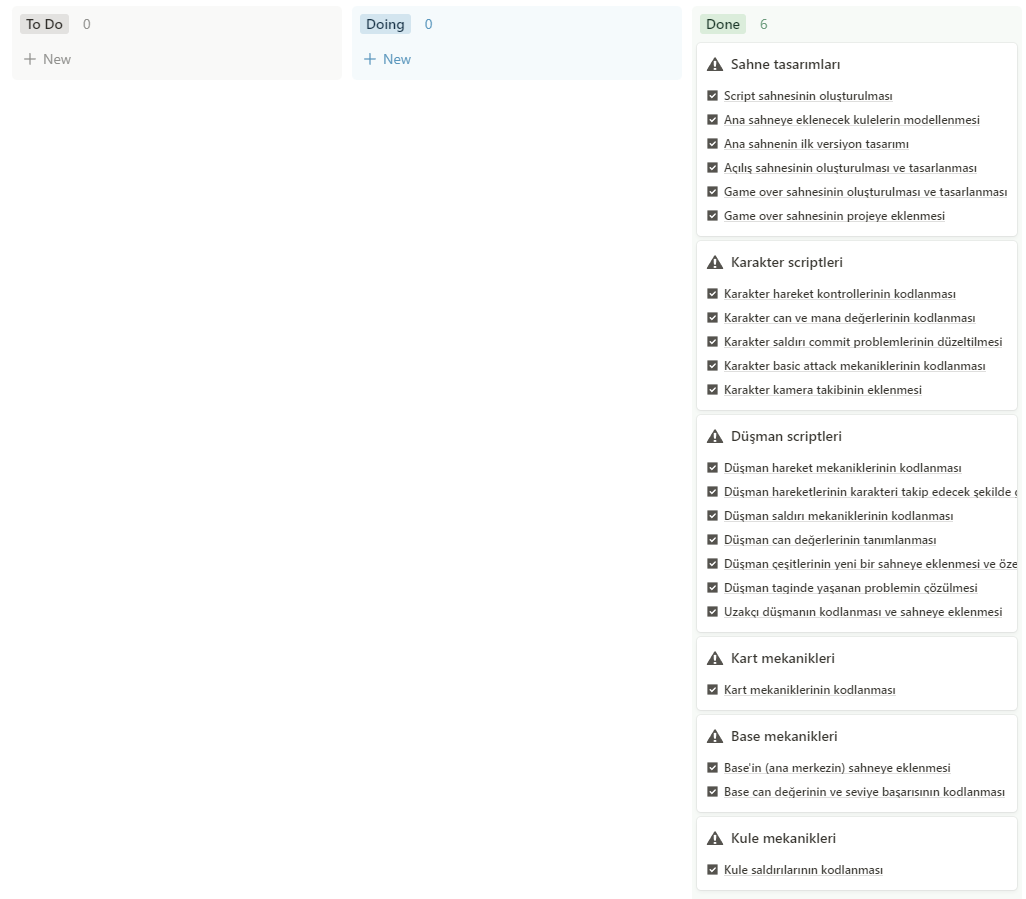 To Do 0
+ New
Doing 0
+ New
Done 6
Sahne tasarımları
Script sahnesinin oluşturulması
Ana sahneye eklenecek kulelerin modellenmesi
Ana sahnenin ilk versiyon tasarımı
Açılış sahnesinin oluşturulması ve tasarlanması
Game over sahnesinin oluşturulması ve tasarlanması
Game over sahnesinin projeye eklenmesi
Karakter scriptleri
Karakter hareket kontrollerinin kodlanması
Karakter can ve mana değerlerinin kodlanması
Karakter saldırı commit problemlerinin düzeltilmesi
Karakter basic attack mekaniklerinin kodlanması
Karakter kamera takibinin eklenmesi
Düşman scriptleri
Düşman hareket mekaniklerinin kodlanması
Düşman hareketlerinin karakteri takip edecek şekilde
Düşman saldırı mekaniklerinin kodlanması
Düşman can değerlerinin tanımlanması
Düşman çeşitlerinin yeni bir sahneye eklenmesi ve öze
Düşman taginde yaşanan problemin çözülmesi
Uzakçı düşmanın kodlanması ve sahneye eklenmesi
Kart mekanikleri
Kart mekaniklerinin kodlanması
Base mekanikleri
Base'in (ana merkezin) sahneye eklenmesi
Base can değerinin ve seviye başarısının kodlanması
Kule mekanikleri
Kule saldırılarının kodlanması